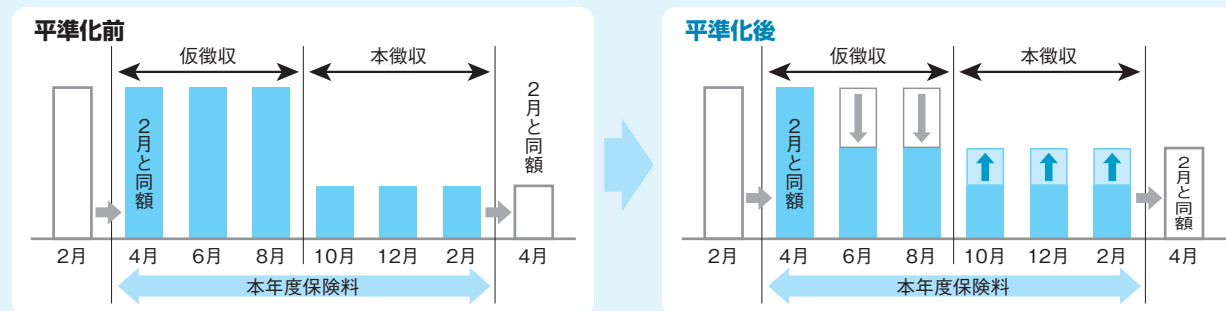 平準化前
仮徴収
本徴収
2月と同額
2月と同額
2月
4月
6月
8月
10月
12月
2月
4月
本年度保険料
平準化後
仮徴収
本徴収
2月と同額
2月と同額
2月
4月
6月
8月
10月
12月
2月
4月
本年度保険料